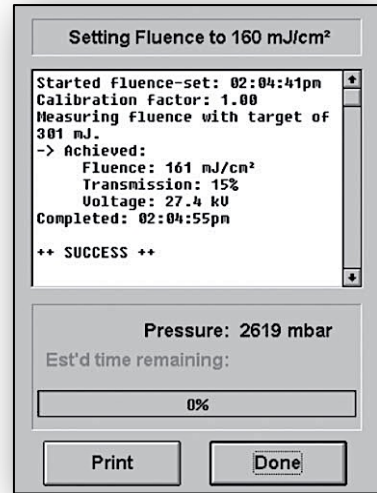 Setting Fluence to 160 mJ/cm²
Started fluence-set: 02:04:41pm
Calibration factor: 1.00
Measuring fluence with target of
301 mJ.
-> Achieved:
Fluence: 161 mJ/cm²
Transmission: 15%
Voltage: 27.4 kV
Completed: 02:04:55pm
++ SUCCESS ++
Pressure: 2619 mbar
Est'd time remaining:
0%
Print
Done